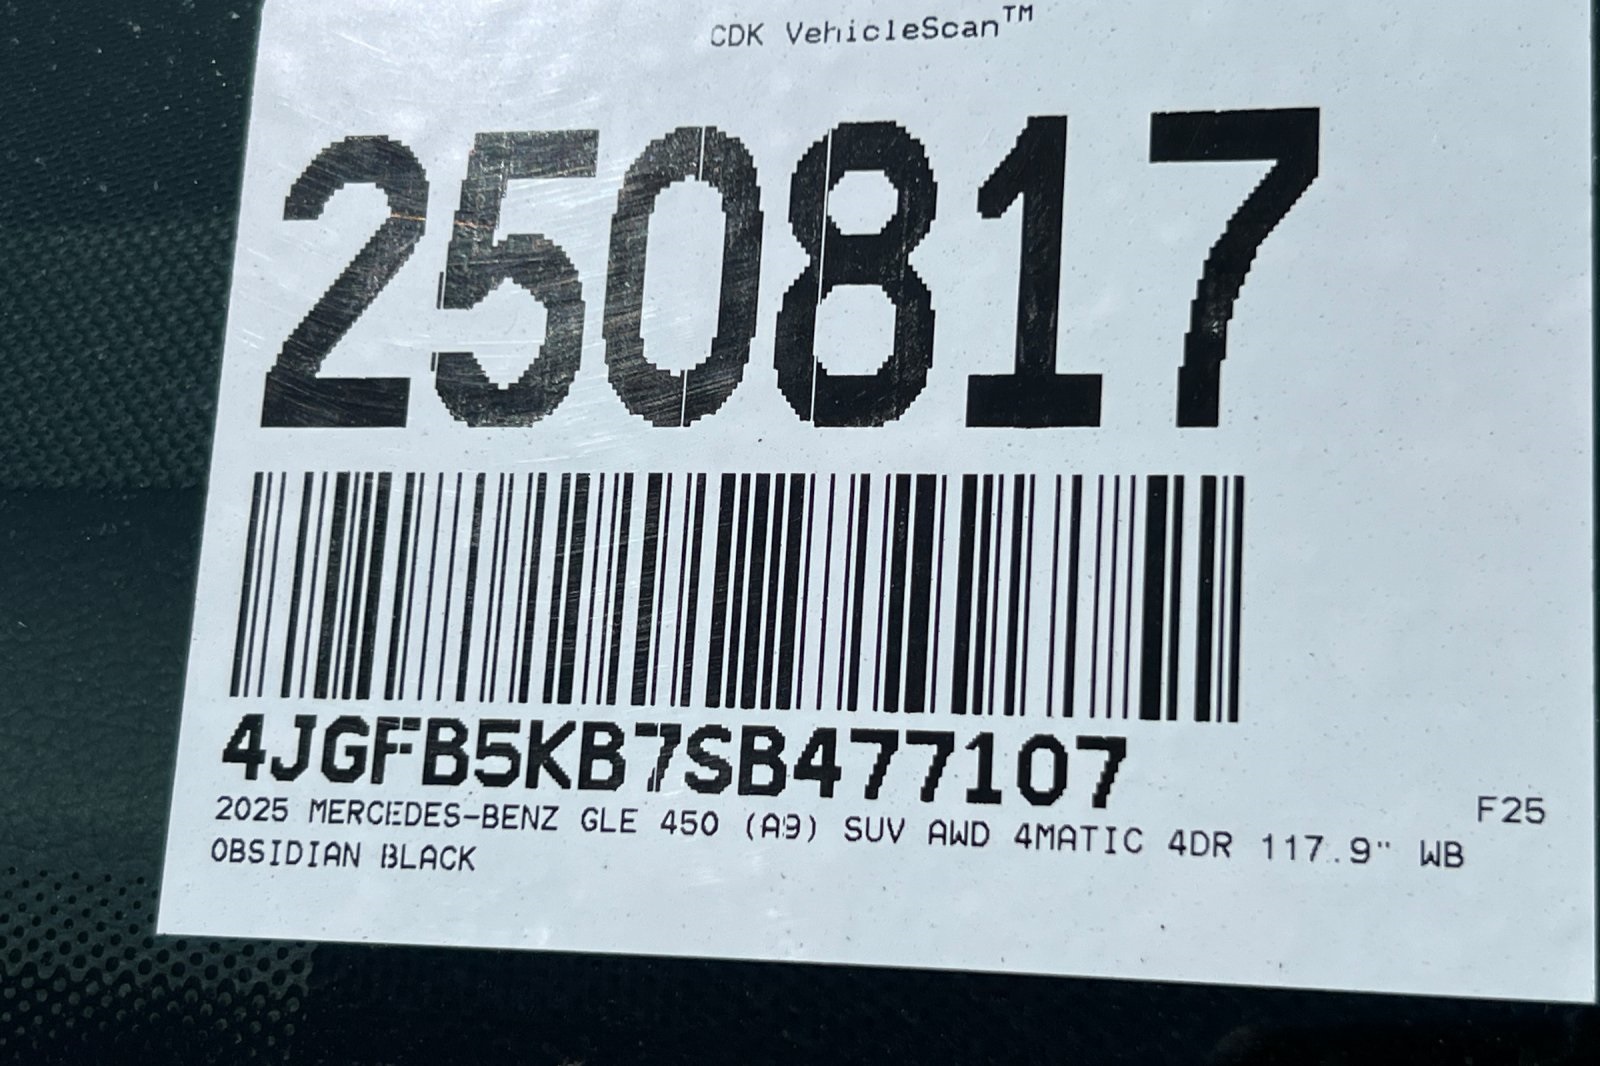 CDK VehicleScan™
250817
4JGFB5KB7SB477107
2025 MERCEDES-BENZ GLE 450 (A9) SUV AWD 4MATIC 4DR 117.9" WB
F25
OBSIDIAN BLACK